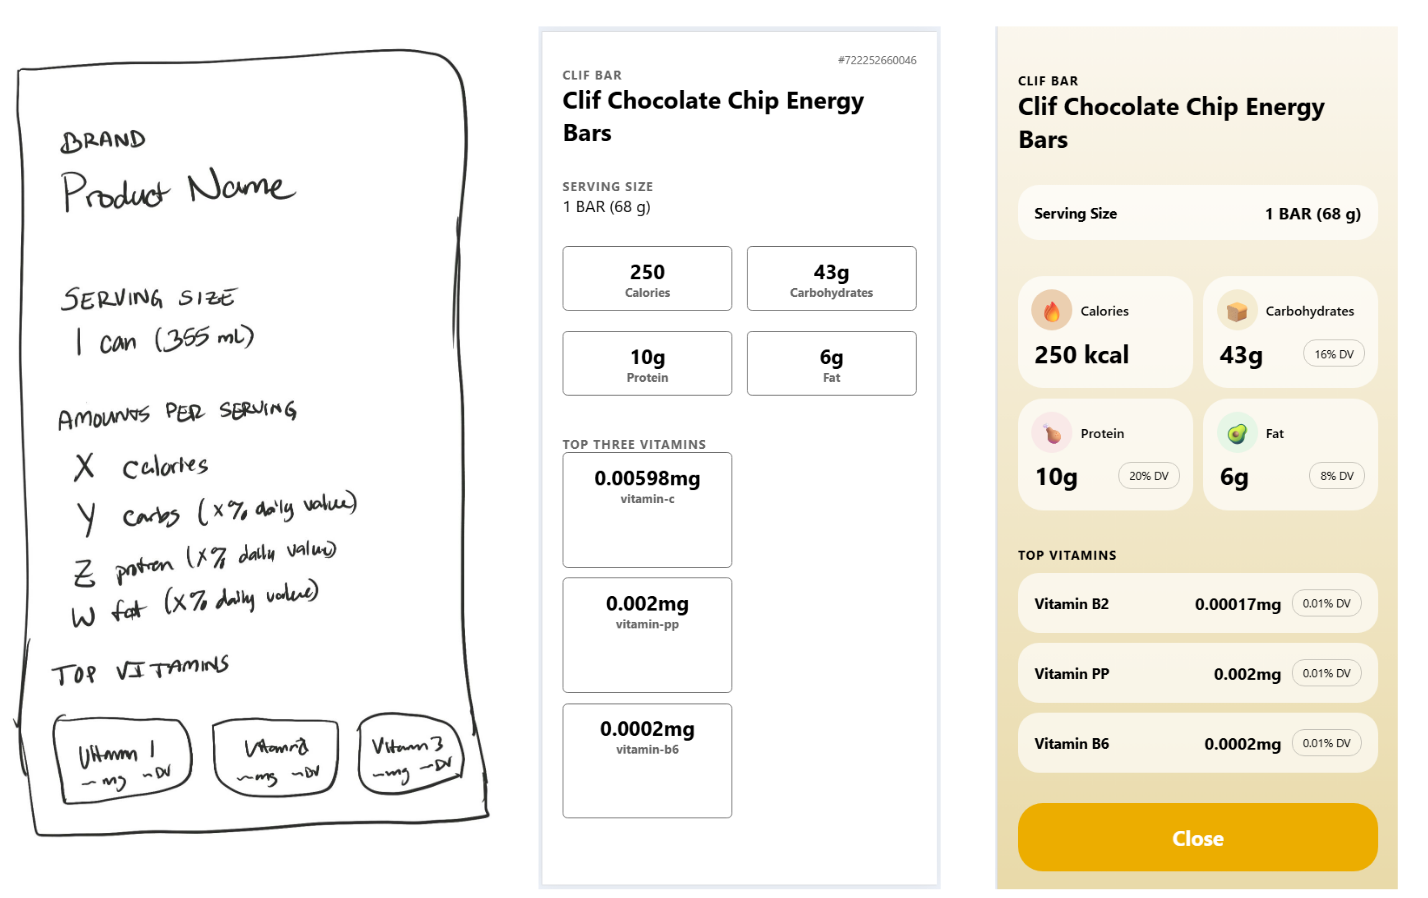 BRAND
Product Name
SERVING SIZE
1 can (355 mL)
AMOUNTS PER SERVING
X calories
Y carbs (X% daily value)
Z protein (X% daily value)
W fat (X% daily value)
TOP VITAMINS
Vitamin 1
~mg ~DV
Vitamin 2
~mg ~DV
Vitamin 3
~mg ~DV
#722252660046
CLIF BAR
Clif Chocolate Chip Energy
Bars
SERVING SIZE
1 BAR (68 g)
250
Calories
43g
Carbohydrates
10g
Protein
6g
Fat
TOP THREE VITAMINS
0.00598mg
vitamin-c
0.002mg
vitamin-pp
0.0002mg
vitamin-b6
CLIF BAR
Clif Chocolate Chip Energy
Bars
Serving Size 1 BAR (68 g)
Calories
250 kcal
Carbohydrates
43g 16% DV
Protein
10g 20% DV
Fat
6g 8% DV
TOP VITAMINS
Vitamin B2 0.00017mg 0.01% DV
Vitamin PP 0.002mg 0.01% DV
Vitamin B6 0.0002mg 0.01% DV
Close